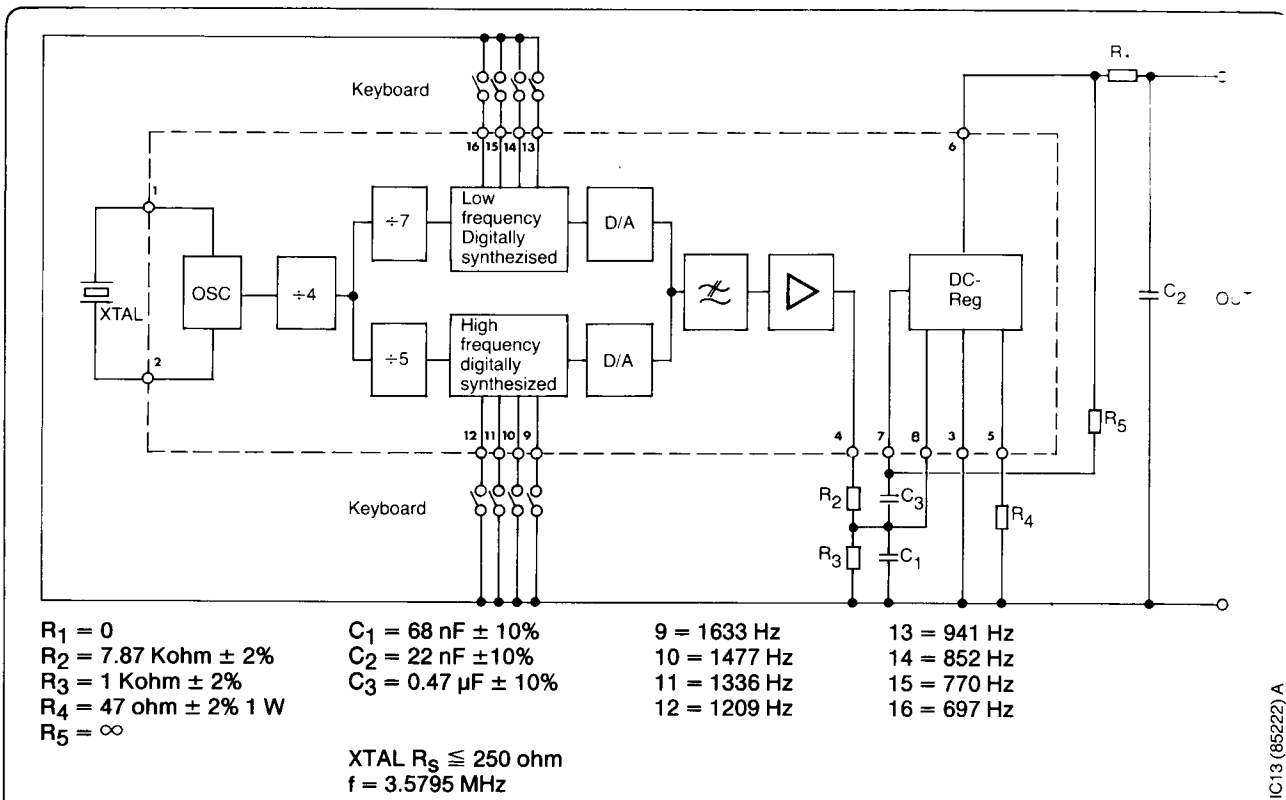 R.
Keyboard
16 15 14 13
6
1
÷7
Low
frequency
Digitally
synthezised
D/A
OSC
÷4
XTAL
DC-
Reg
C2
÷5
High
frequency
digitally
synthesized
D/A
2
R5
12 11 10 9
4 7 8 3 5
Keyboard
R2
C3
R4
R3
C1
R1 = 0
R2 = 7.87 Kohm ± 2%
R3 = 1 Kohm ± 2%
R4 = 47 ohm ± 2% 1 W
R5 = ∞
C1 = 68 nF ± 10%
C2 = 22 nF ±10%
C3 = 0.47 µF ± 10%
XTAL RS ≦ 250 ohm
f = 3.5795 MHz
9 = 1633 Hz
10 = 1477 Hz
11 = 1336 Hz
12 = 1209 Hz
13 = 941 Hz
14 = 852 Hz
15 = 770 Hz
16 = 697 Hz
IC13 (85222) A